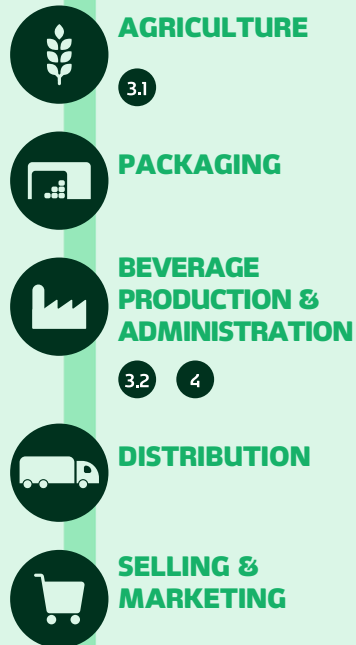 AGRICULTURE
3.1
PACKAGING
BEVERAGE
PRODUCTION &
ADMINISTRATION
3.2 4
DISTRIBUTION
SELLING &
MARKETING